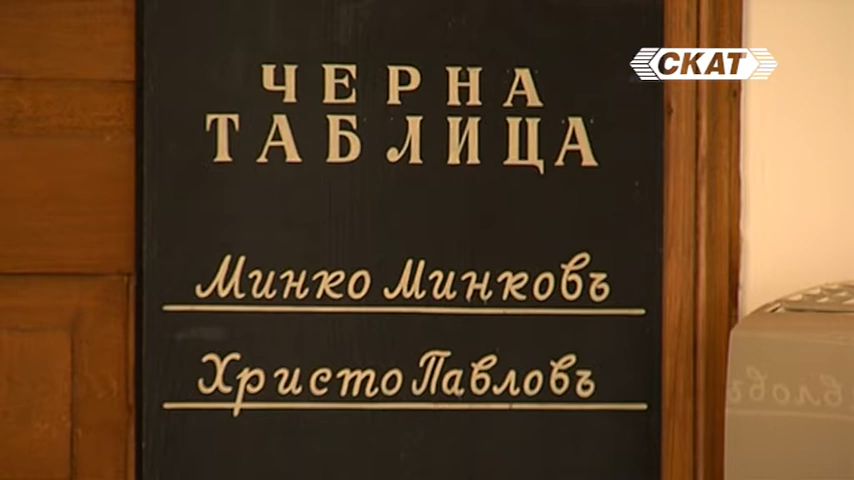 СКАТ
ЧЕРНА
ТАБЛИЦА
Минко Минковъ
Христо Павловъ